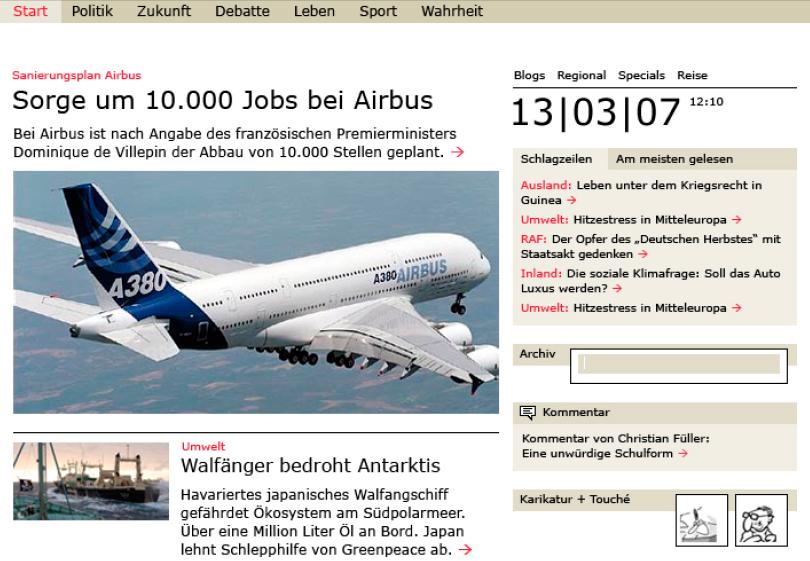 Start Politik Zukunft Debatte Leben Sport Wahrheit
Sanierungsplan Airbus
Sorge um 10.000 Jobs bei Airbus
Bei Airbus ist nach Angabe des französischen Premierministers
Dominique de Villepin der Abbau von 10.000 Stellen geplant. →
A380
A380 AIRBUS
Umwelt
Walfänger bedroht Antarktis
Havariertes japanisches Walfangschiff
gefährdet Ökosystem am Südpolarmeer.
Über eine Million Liter Öl an Bord. Japan
lehnt Schlepphilfe von Greenpeace ab. →
Blogs Regional Specials Reise
13|03|07 12:10
Schlagzeilen Am meisten gelesen
Ausland: Leben unter dem Kriegsrecht in
Guinea →
Umwelt: Hitzestress in Mitteleuropa →
RAF: Der Opfer des „Deutschen Herbstes“ mit
Staatsakt gedenken →
Inland: Die soziale Klimafrage: Soll das Auto
Luxus werden? →
Umwelt: Hitzestress in Mitteleuropa →
Archiv
Kommentar
Kommentar von Christian Füller:
Eine unwürdige Schulform →
Karikatur + Touché